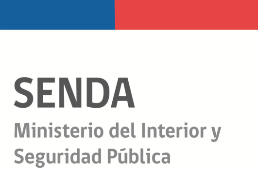 SENDA
Ministerio del Interior y
Seguridad Pública